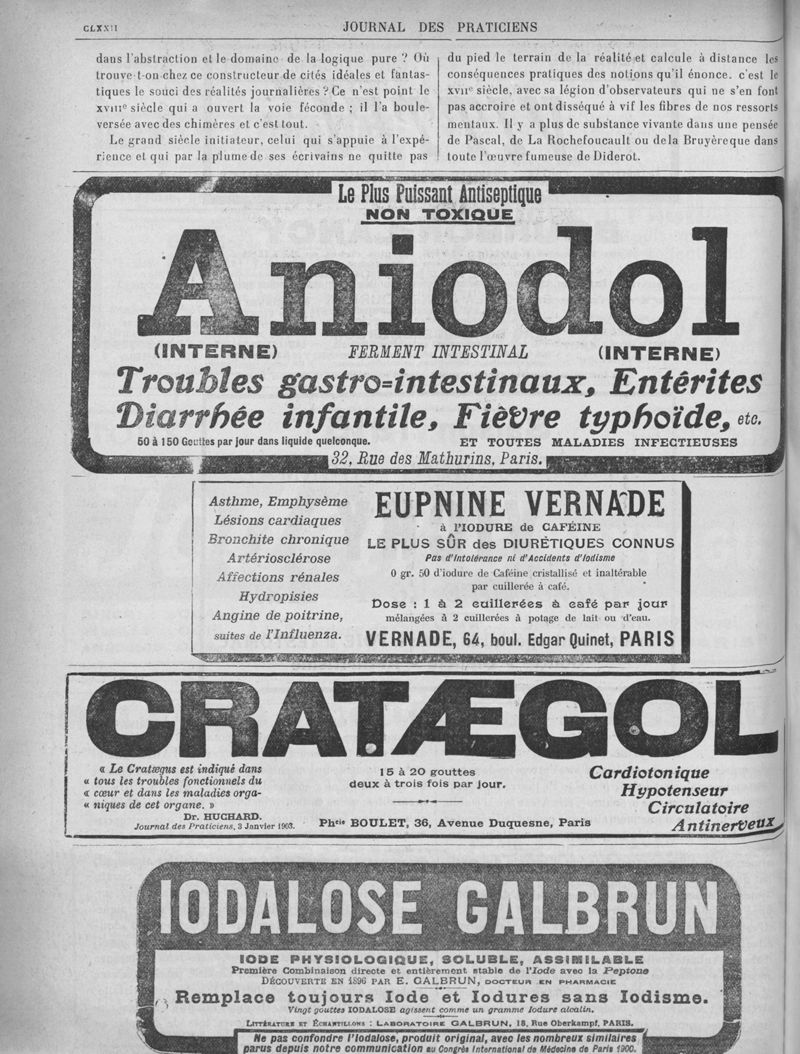 CLXXII
JOURNAL DES PRATICIENS
dans l'abstraction et le domaine de la logique pure ? Où
trouve-t-on chez ce constructeur de cités idéales et fantas-
tiques le souci des réalités journalières ? Ce n'est point le
XVIIIe siècle qui a ouvert la voie féconde ; il l'a boule-
versée avec des chimères et c'est tout.
Le grand siècle initiateur, celui qui s'appuie à l'expé-
rience et qui par la plume de ses écrivains ne quitte pas
du pied le terrain de la réalité et calcule à distance les
conséquences pratiques des notions qu'il énonce. c'est le
XVIIe siècle, avec sa légion d'observateurs qui ne s'en font
pas accroire et ont disséqué à vif les fibres de nos ressorts
mentaux. Il y a plus de substance vivante dans une pensée
de Pascal, de La Rochefoucault ou de la Bruyère que dans
toute l'œuvre fumeuse de Diderot.
Le Plus Puissant Antiseptique
NON TOXIQUE
Aniodol
(INTERNE) FERMENT INTESTINAL (INTERNE)
Troubles gastro=intestinaux, Entérites
Diarrhée infantile, Fièvre typhoïde, etc.
50 à 150 Gouttes par jour dans liquide quelconque. ET TOUTES MALADIES INFECTIEUSES
32, Rue des Mathurins, Paris.
Asthme, Emphysème
Lésions cardiaques
Bronchite chronique
Artériosclérose
Affections rénales
Hydropisies
Angine de poitrine,
suites de l'Influenza.
EUPNINE VERNADE
à l'IODURE de CAFÉINE
LE PLUS SÛR des DIURÉTIQUES CONNUS
Pas d'Intolérance ni d'Accidents d'Iodisme
0 gr. 50 d'iodure de Caféine cristallisé et inaltérable
par cuillerée à café.
Dose : 1 à 2 cuillerées à café par jour
mélangées à 2 cuillerées à potage de lait ou d'eau.
VERNADE, 64, boul. Edgar Quinet, PARIS
CRATÆGOL
« Le Cratægus est indiqué dans
« tous les troubles fonctionnels du
« cœur et dans les maladies orga-
« niques de cet organe. »
Dr. HUCHARD.
Journal des Praticiens, 3 Janvier 1903.
15 à 20 gouttes
deux à trois fois par jour.
Phcie BOULET, 36, Avenue Duquesne, Paris
Cardiotonique
Hypotenseur
Circulatoire
Antinerveux
IODALOSE GALBRUN
IODE PHYSIOLOGIQUE, SOLUBLE, ASSIMILABLE
Première Combinaison directe et entièrement stable de l'Iode avec la Peptone
DÉCOUVERTE EN 1896 PAR E. GALBRUN, DOCTEUR EN PHARMACIE
Remplace toujours Iode et Iodures sans Iodisme.
Vingt gouttes IODALOSE agissent comme un gramme Iodure alcalin.
LITTÉRATURE ET ÉCHANTILLONS : LABORATOIRE GALBRUN, 18, Rue Oberkampf, PARIS.
Ne pas confondre l'Iodalose, produit original, avec les nombreux similaires
parus depuis notre communication au Congrès International de Médecine de Paris 1900.